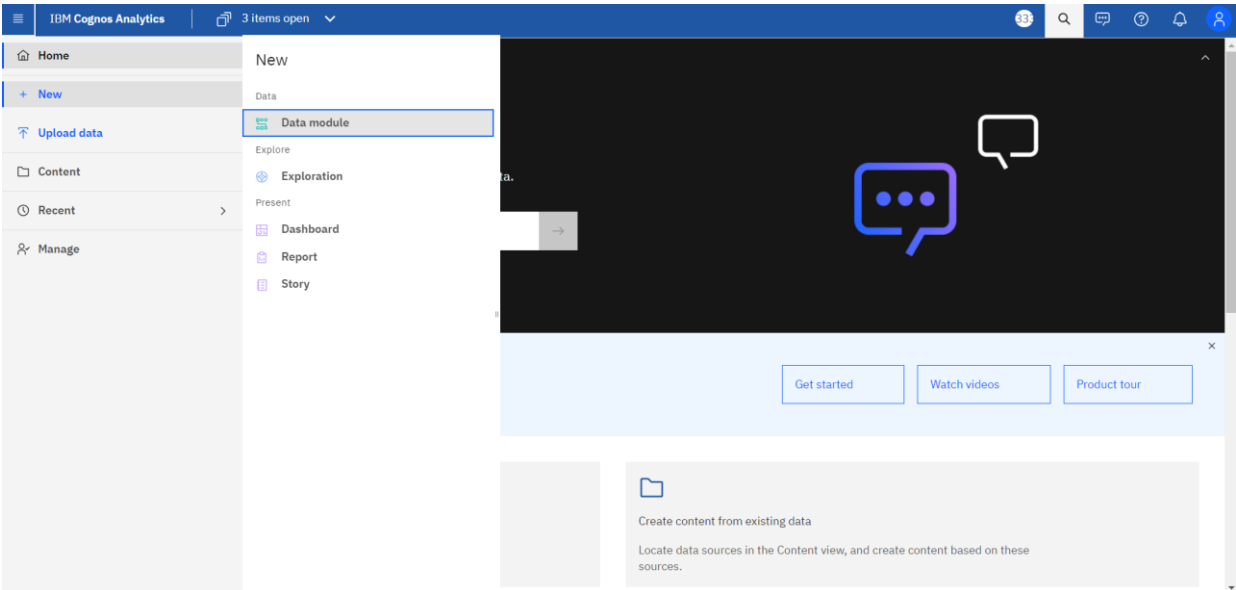 IBM Cognos Analytics
3 items open
333
Home
New
Upload data
Content
Recent
Manage
New
Data
Data module
Explore
Exploration
Present
Dashboard
Report
Story
ta.
Get started
Watch videos
Product tour
Create content from existing data
Locate data sources in the Content view, and create content based on these
sources.